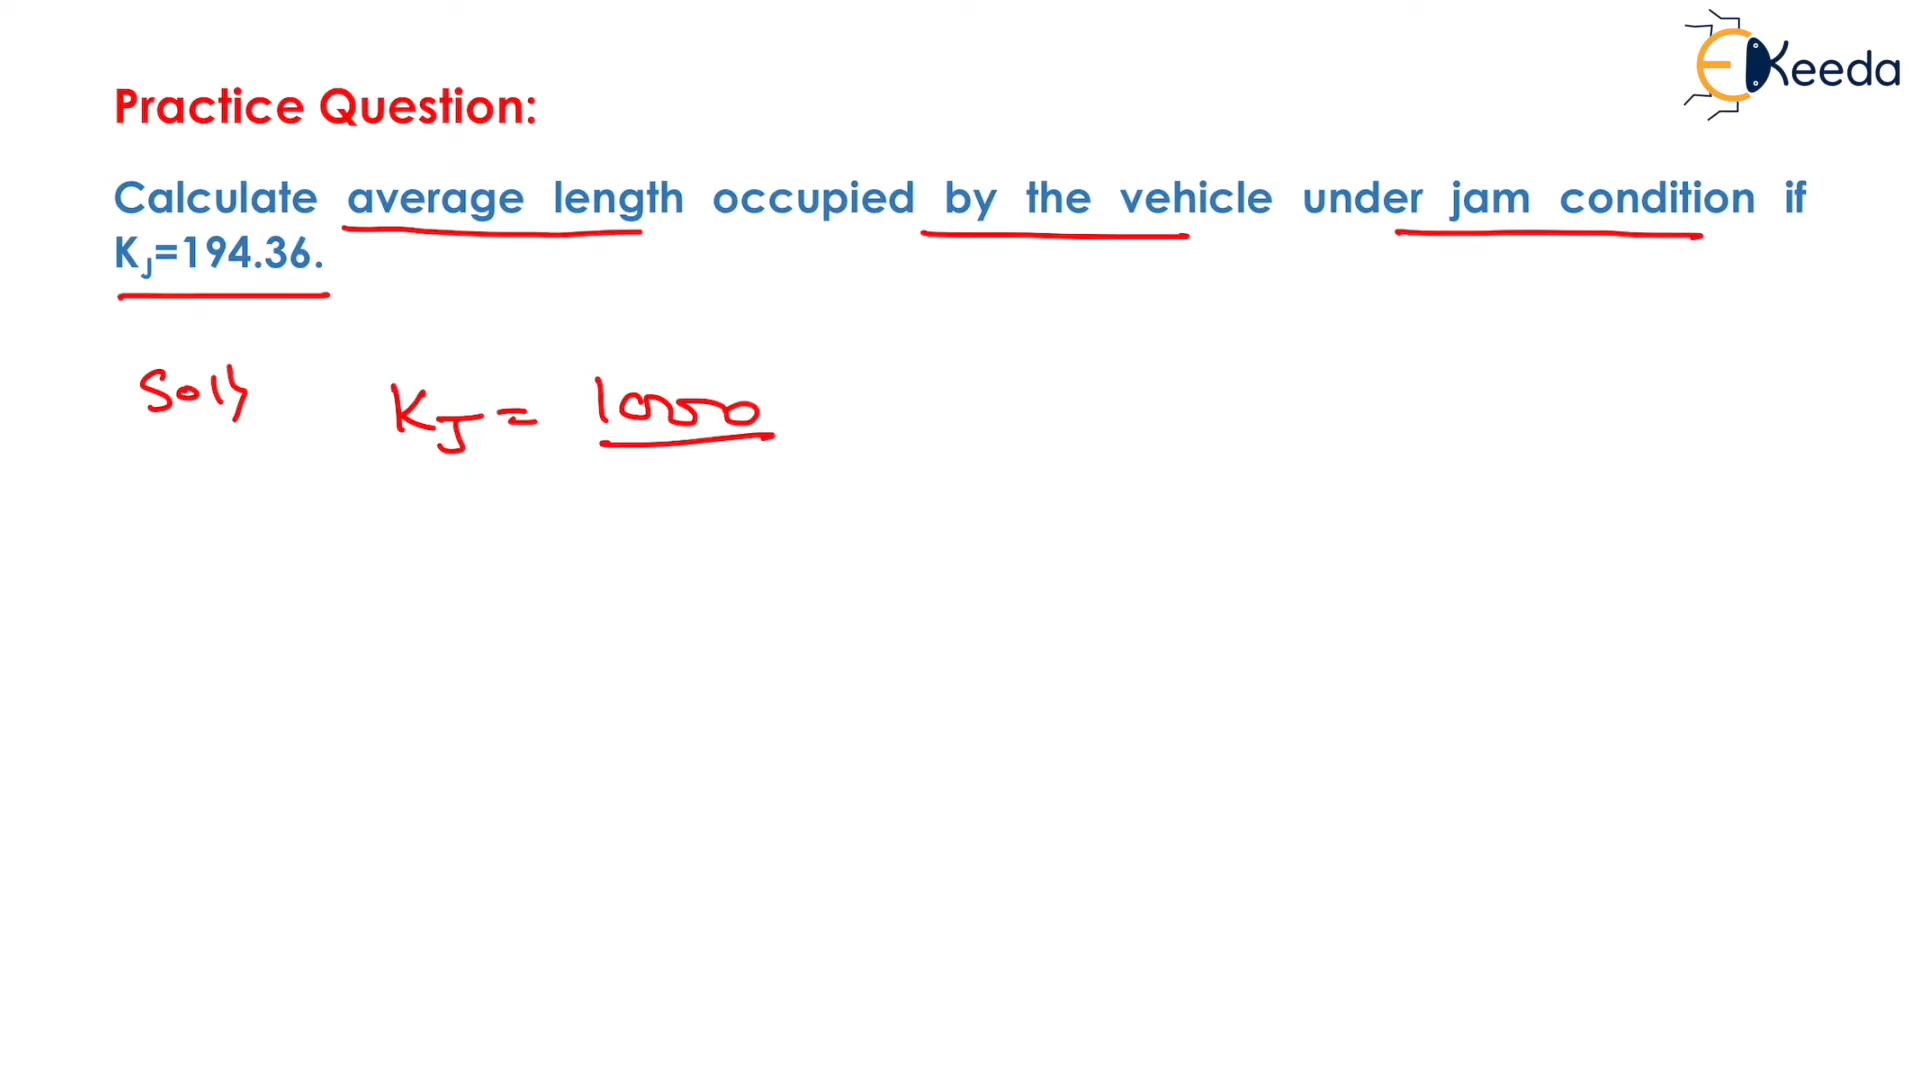 Keeda
Practice Question:
Calculate average length occupied by the vehicle under jam condition if
KJ=194.36.
Soln KJ = 1000